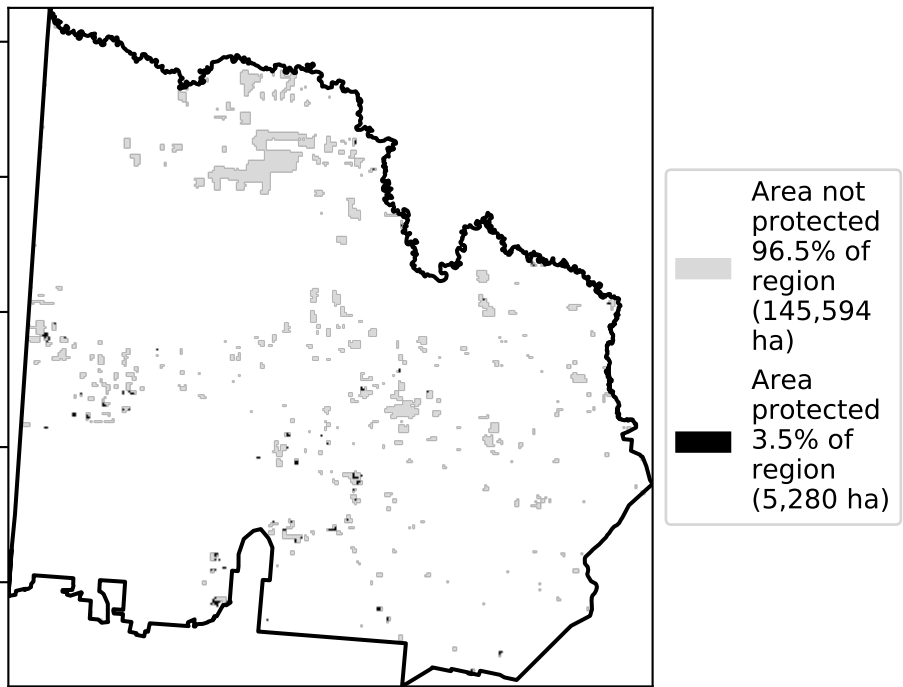 Area not
protected
96.5% of
region
(145,594
ha)
Area
protected
3.5% of
region
(5,280 ha)